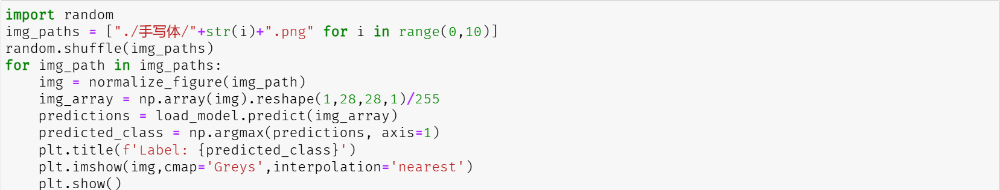 import random
img_paths = ["./手写体/"+str(i)+".png" for i in range(0,10)]
random.shuffle(img_paths)
for img_path in img_paths:
    img = normalize_figure(img_path)
    img_array = np.array(img).reshape(1,28,28,1)/255
    predictions = load_model.predict(img_array)
    predicted_class = np.argmax(predictions, axis=1)
    plt.title(f'Label: {predicted_class}')
    plt.imshow(img,cmap='Greys',interpolation='nearest')
    plt.show()